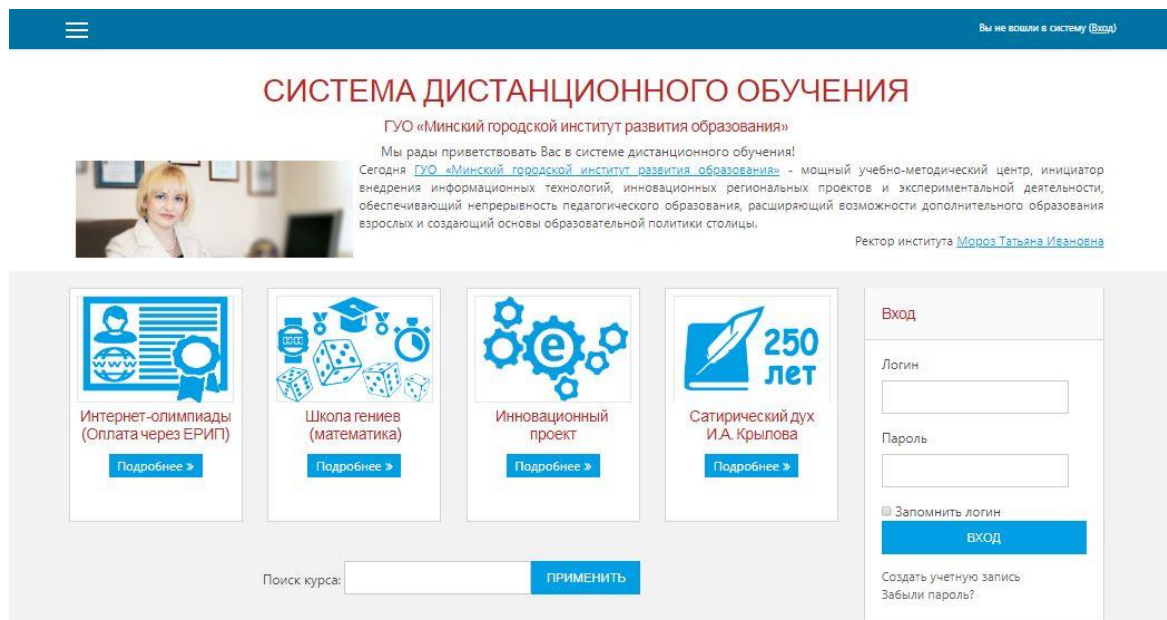 Вы не вошли в систему (Вход)
СИСТЕМА ДИСТАНЦИОННОГО ОБУЧЕНИЯ
ГУО «Минский городской институт развития образования»
Мы рады приветствовать Вас в системе дистанционного обучения!
Сегодня ГУО «Минский городской институт развития образования» - мощный учебно-методический центр, инициатор
внедрения информационных технологий, инновационных региональных проектов и экспериментальной деятельности,
обеспечивающий непрерывность педагогического образования, расширяющий возможности дополнительного образования
взрослых и создающий основы образовательной политики столицы.
Ректор института Мороз Татьяна Ивановна
www
Интернет-олимпиады
(Оплата через ЕРИП)
Подробнее »
00:01
Школа гениев
(математика)
Подробнее »
e
Инновационный
проект
Подробнее »
250
лет
Сатирический дух
И.А. Крылова
Подробнее »
Вход
Логин
Пароль
Запомнить логин
ВХОД
Создать учетную запись
Забыли пароль?
Поиск курса:
ПРИМЕНИТЬ